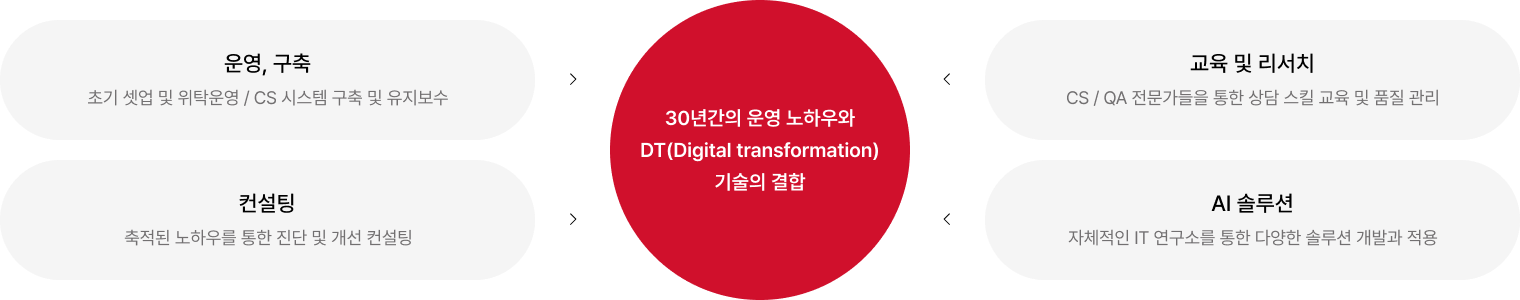 운영, 구축
초기 셋업 및 위탁운영 / CS 시스템 구축 및 유지보수
컨설팅
축적된 노하우를 통한 진단 및 개선 컨설팅
30년간의 운영 노하우와
DT(Digital transformation)
기술의 결합
교육 및 리서치
CS / QA 전문가들을 통한 상담 스킬 교육 및 품질 관리
AI 솔루션
자체적인 IT 연구소를 통한 다양한 솔루션 개발과 적용